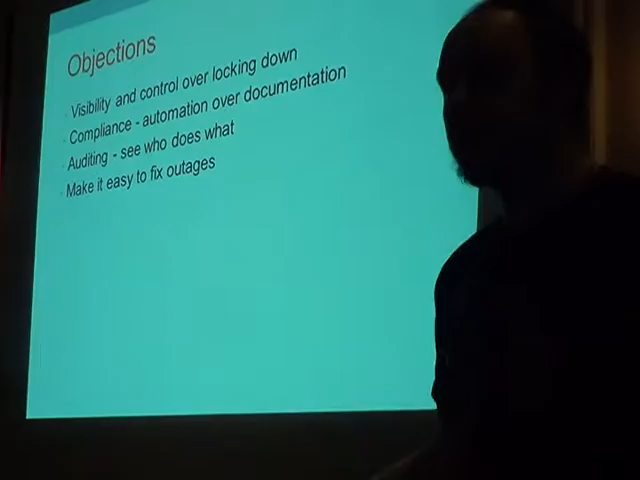 Objections
Visibility and control over locking down
Compliance - automation over documentation
Auditing - see who does what
Make it easy to fix outages